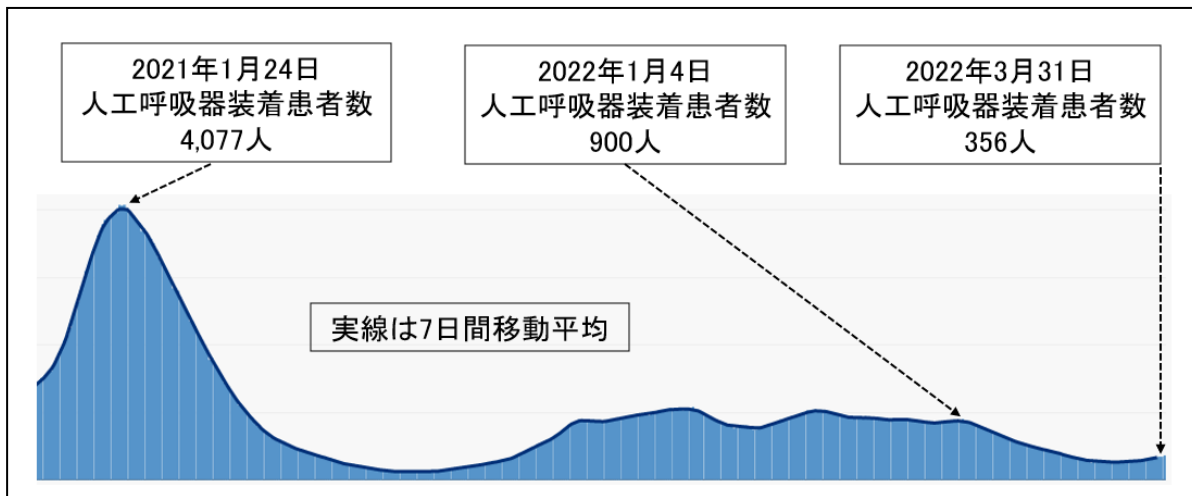 2021年1月24日
人工呼吸器装着患者数
4,077人
2022年1月4日
人工呼吸器装着患者数
900人
2022年3月31日
人工呼吸器装着患者数
356人
実線は7日間移動平均